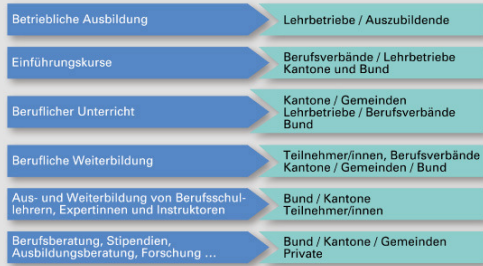 Betriebliche Ausbildung
Lehrbetriebe / Auszubildende
Einführungskurse
Berufsverbände / Lehrbetriebe
Kantone und Bund
Beruflicher Unterricht
Kantone / Gemeinden
Lehrbetriebe / Berufsverbände
Bund
Berufliche Weiterbildung
Teilnehmer/innen, Berufsverbände
Kantone / Gemeinden / Bund
Aus- und Weiterbildung von Berufsschul-
lehrern, Expertinnen und Instruktoren
Bund / Kantone
Teilnehmer/innen
Berufsberatung, Stipendien,
Ausbildungsberatung, Forschung ...
Bund / Kantone / Gemeinden
Private